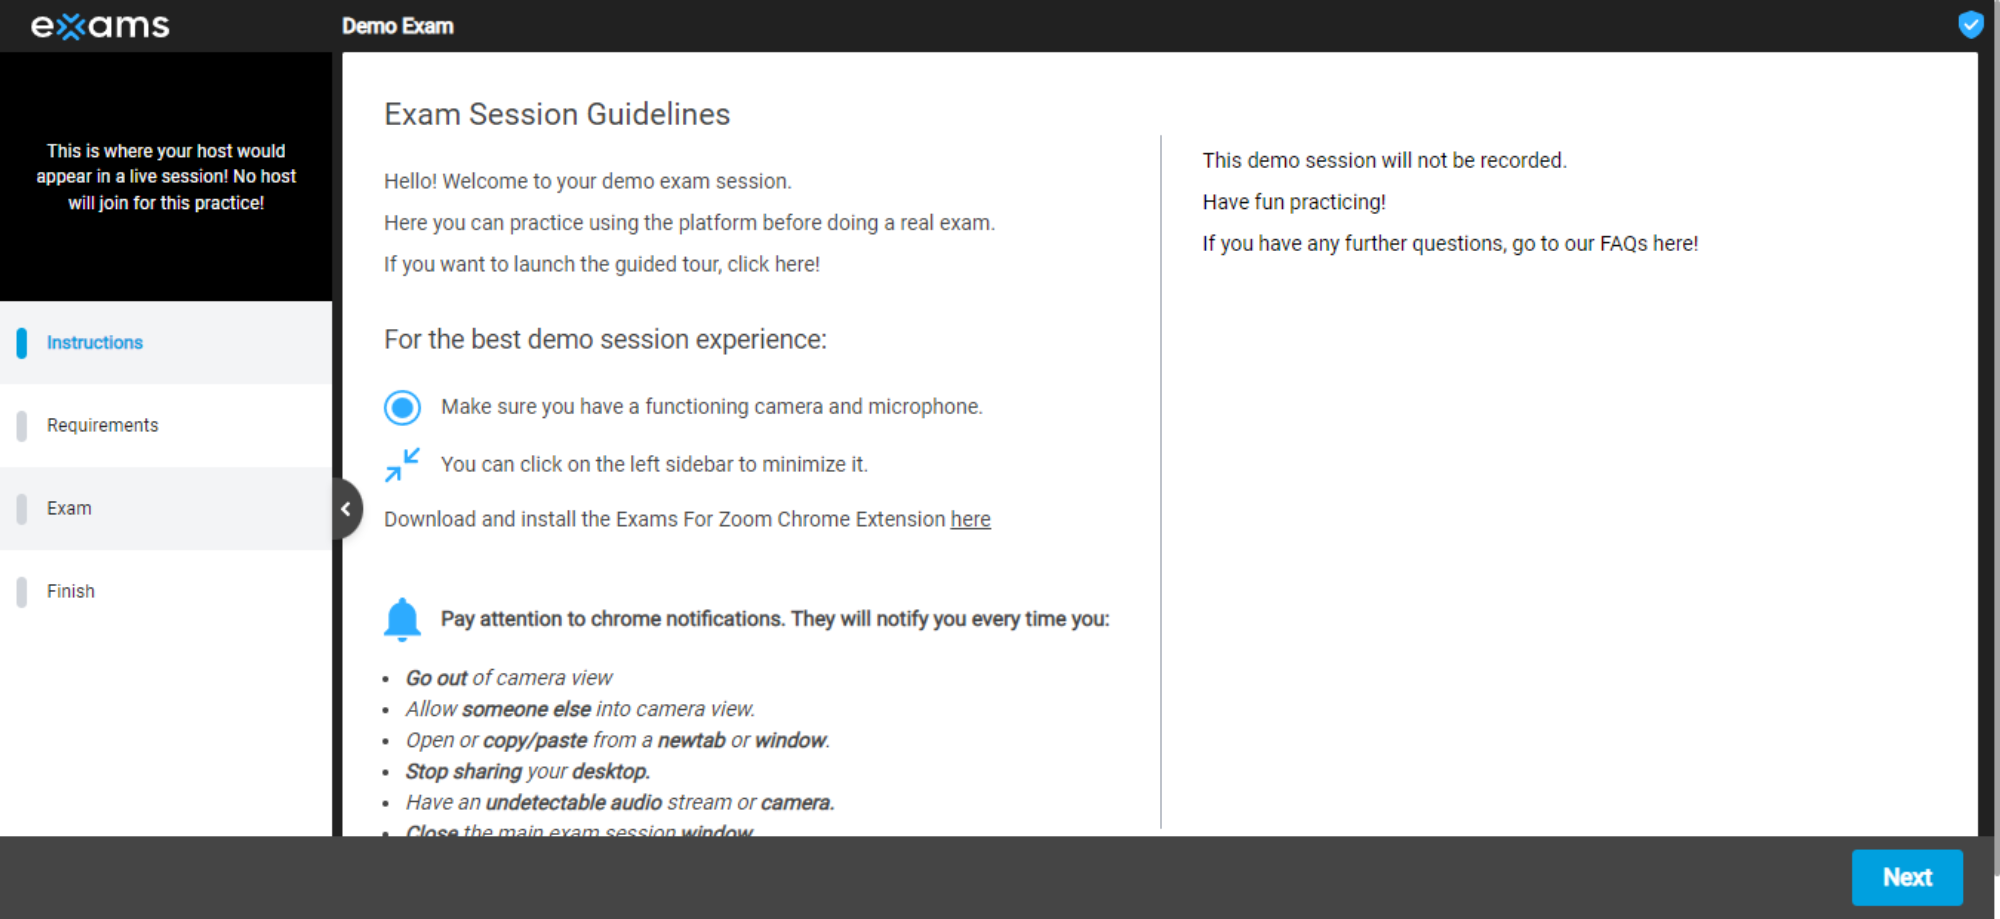 exams
Demo Exam
This is where your host would
appear in a live session! No host
will join for this practice!
Instructions
Requirements
Exam
Finish
Exam Session Guidelines
Hello! Welcome to your demo exam session.
Here you can practice using the platform before doing a real exam.
If you want to launch the guided tour, click here!
For the best demo session experience:
Make sure you have a functioning camera and microphone.
You can click on the left sidebar to minimize it.
Download and install the Exams For Zoom Chrome Extension here
Pay attention to chrome notifications. They will notify you every time you:
• Go out of camera view
• Allow someone else into camera view.
• Open or copy/paste from a newtab or window.
• Stop sharing your desktop.
• Have an undetectable audio stream or camera.
• Close the main exam session window
This demo session will not be recorded.
Have fun practicing!
If you have any further questions, go to our FAQs here!
Next